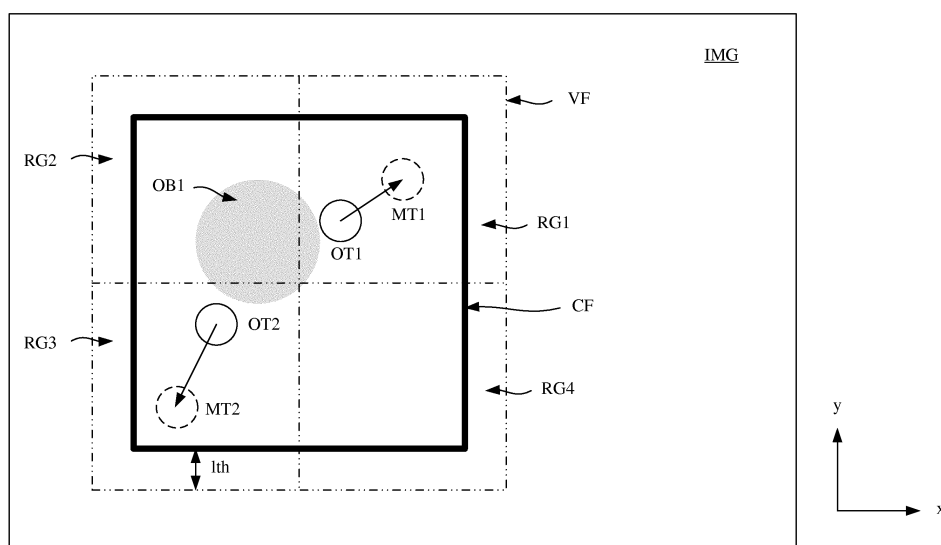 IMG
VF
RG2
OB1
MT1
OT1
RG1
CF
OT2
RG3
MT2
RG4
lth
y
x